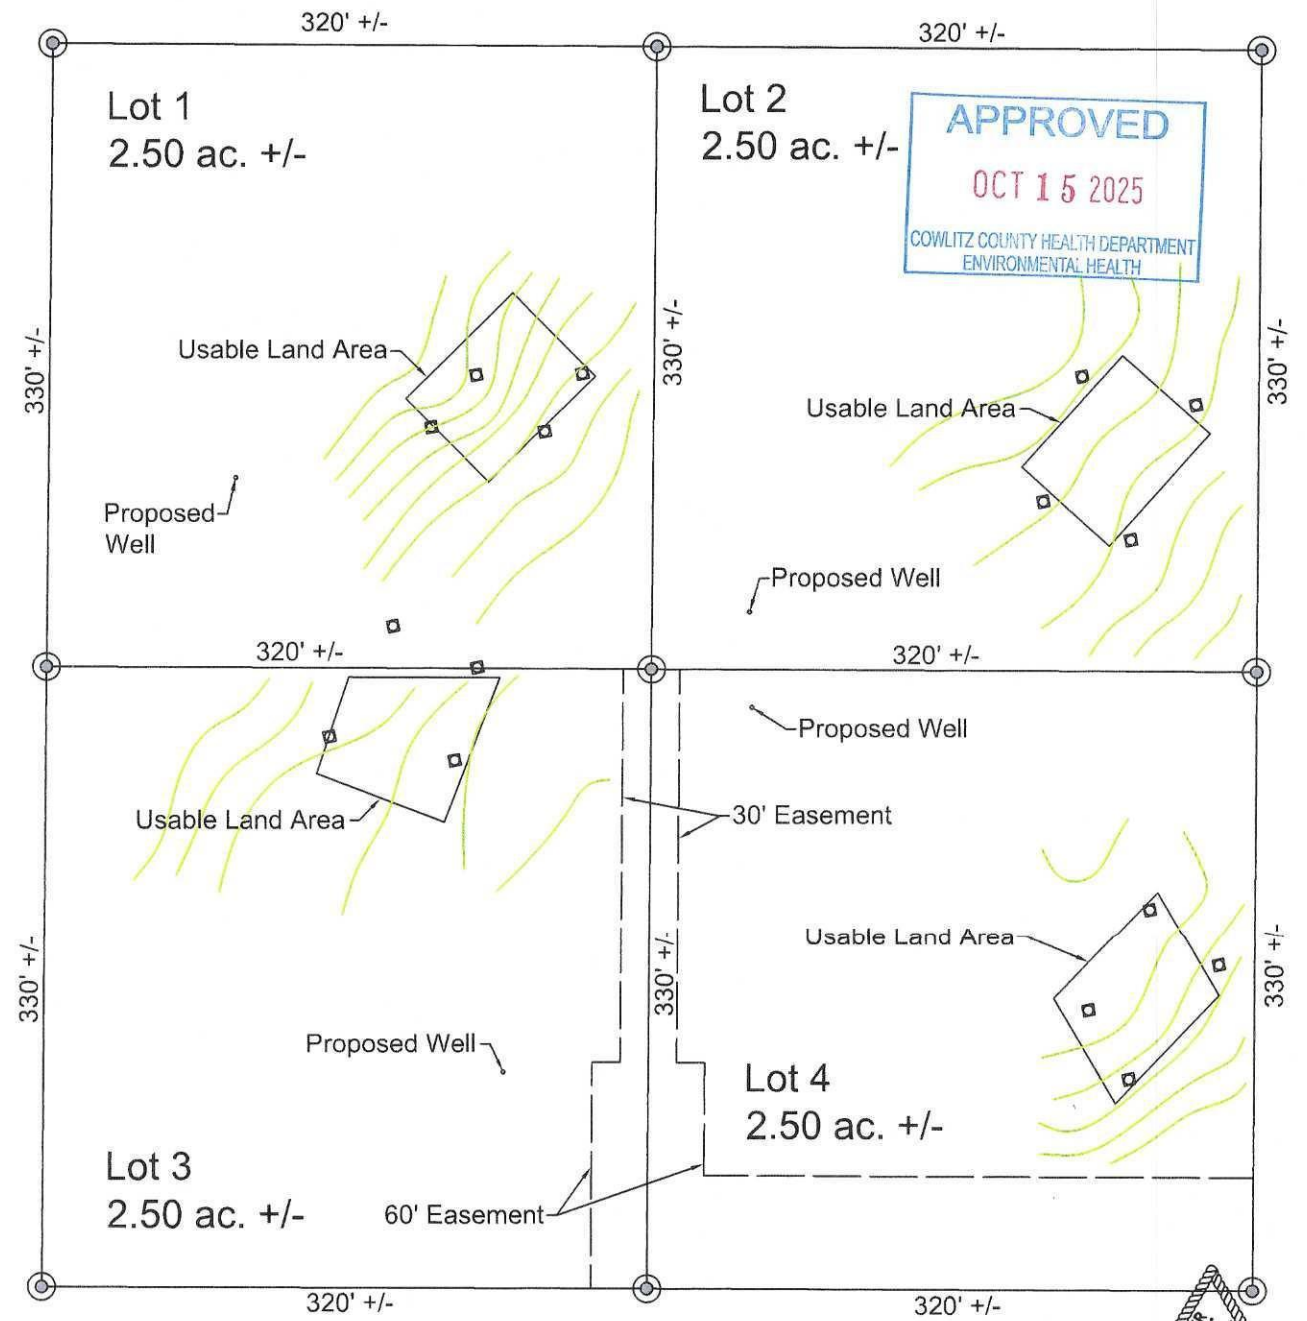 320' +/-
320' +/-
Lot 1
2.50 ac. +/-
Lot 2
2.50 ac. +/-
APPROVED
OCT 15 2025
COWLITZ COUNTY HEALTH DEPARTMENT
ENVIRONMENTAL HEALTH
330' +/-
Usable Land Area
330' +/-
Usable Land Area
330' +/-
Proposed
Well
Proposed Well
320' +/-
320' +/-
Proposed Well
Usable Land Area
30' Easement
Usable Land Area
330' +/-
330' +/-
330' +/-
Proposed Well
Lot 4
2.50 ac. +/-
Lot 3
2.50 ac. +/-
60' Easement
320' +/-
320' +/-